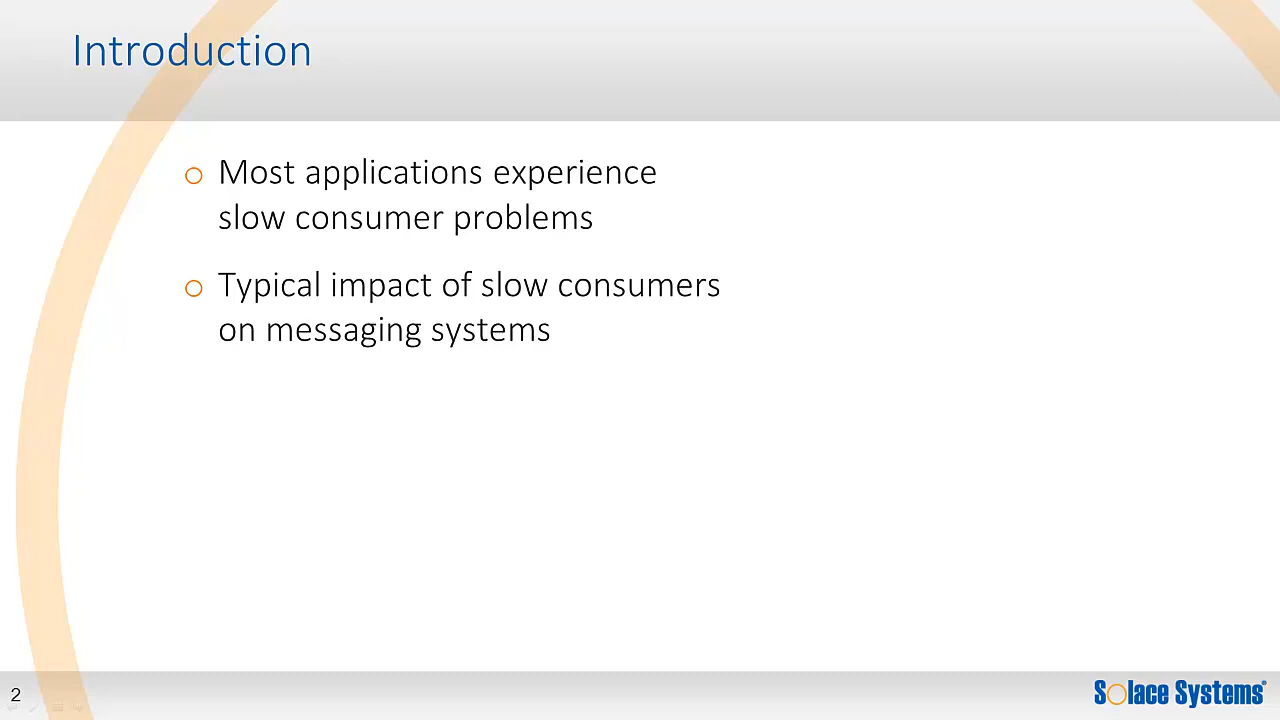 Introduction
Most applications experience
slow consumer problems
Typical impact of slow consumers
on messaging systems
2
Solace Systems®